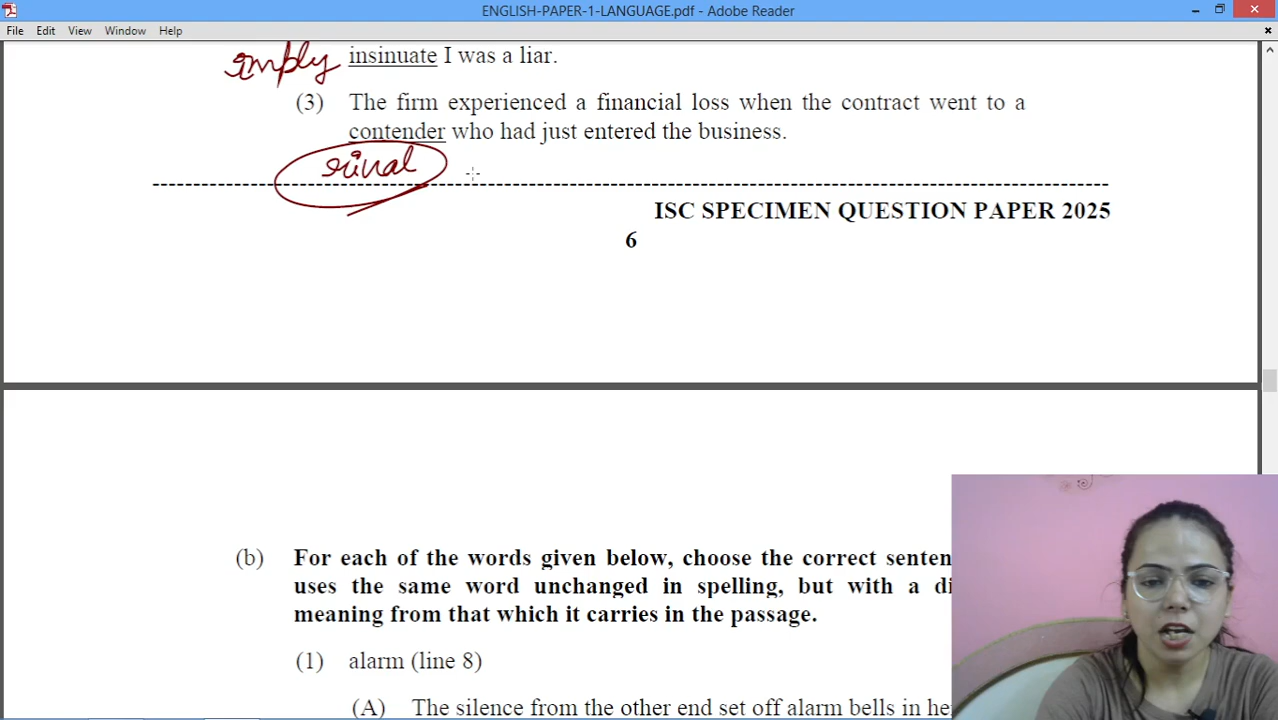 ENGLISH-PAPER-1-LANGUAGE.pdf - Adobe Reader
File Edit View Window Help
imply insinuate I was a liar.
(3) The firm experienced a financial loss when the contract went to a
contender who had just entered the business.
rival
ISC SPECIMEN QUESTION PAPER 2025
6
(b) For each of the words given below, choose the correct senten
uses the same word unchanged in spelling, but with a di
meaning from that which it carries in the passage.
(1) alarm (line 8)
(A) The silence from the other end set off alarm bells in he